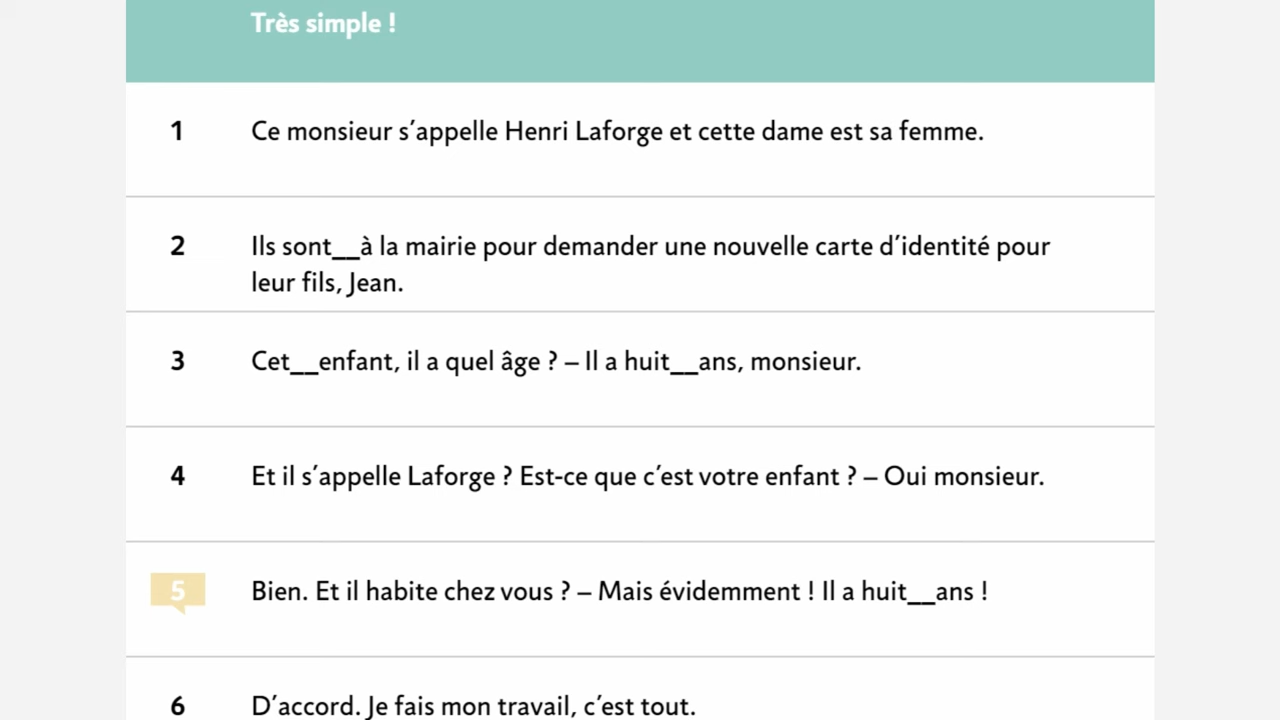 Très simple !
1 Ce monsieur s’appelle Henri Laforge et cette dame est sa femme.
2 Ils sont__à la mairie pour demander une nouvelle carte d’identité pour
leur fils, Jean.
3 Cet__enfant, il a quel âge ? – Il a huit__ans, monsieur.
4 Et il s’appelle Laforge ? Est-ce que c’est votre enfant ? – Oui monsieur.
5 Bien. Et il habite chez vous ? – Mais évidemment ! Il a huit__ans !
6 D’accord. Je fais mon travail, c’est tout.